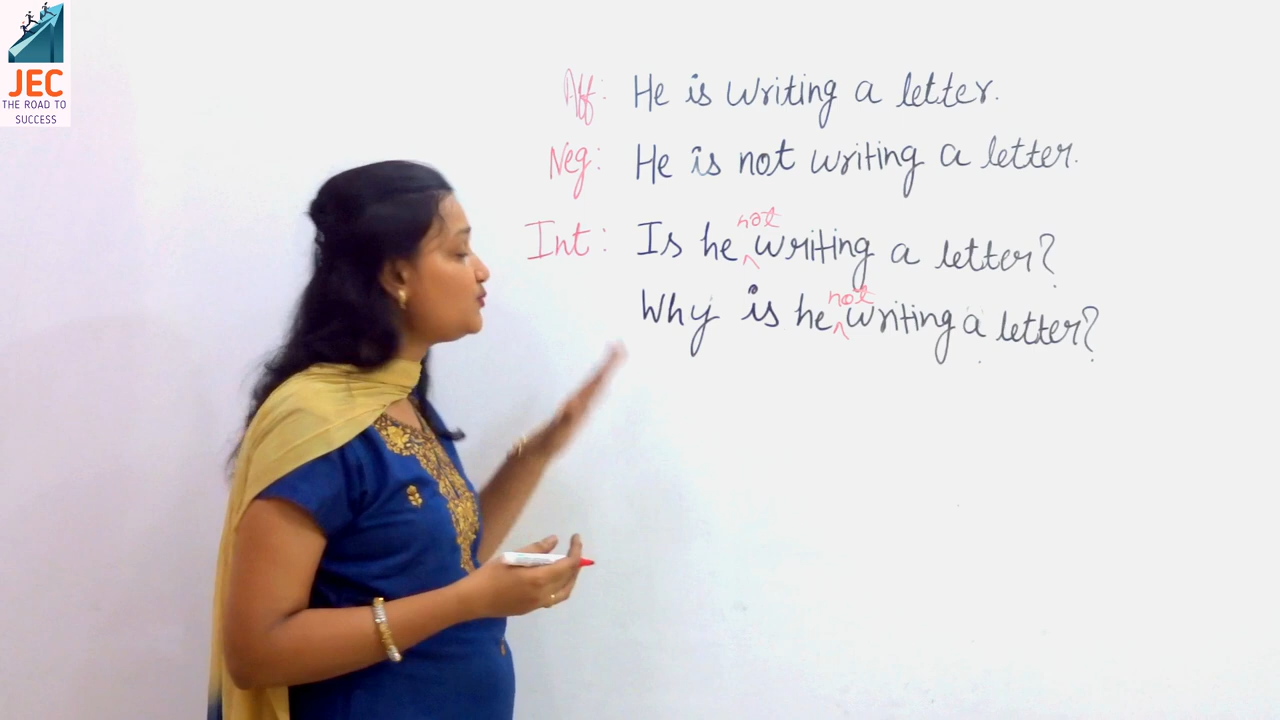 JEC
THE ROAD TO
SUCCESS
Aff: He is writing a letter.
Neg: He is not writing a letter.
not
Int: Is he ^ writing a letter?
not
Why is he ^ writing a letter?